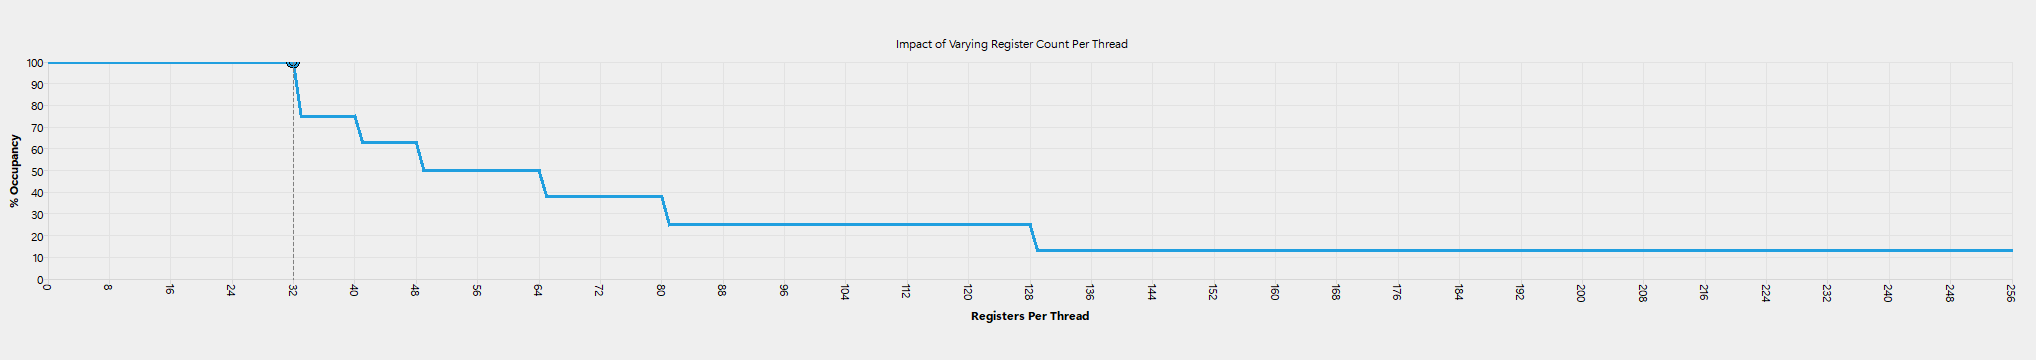 Impact of Varying Register Count Per Thread
100
90
80
70
60
50
40
30
20
10
0
% Occupancy
0 8 16 24 32 40 48 56 64 72 80 88 96 104 112 120 128 136 144 152 160 168 176 184 192 200 208 216 224 232 240 248 256
Registers Per Thread